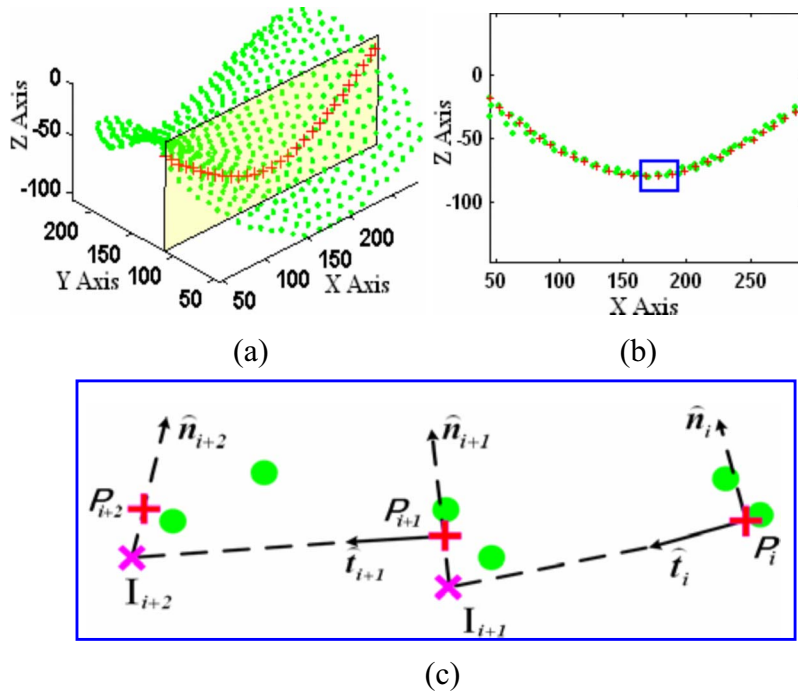 0
-50
-100
Z Axis
200
150
100
50
Y Axis
50
100
150
200
X Axis
(a)
0
-50
-100
Z Axis
50
100
150
200
250
X Axis
(b)
n̂ᵢ₊₂
n̂ᵢ₊₁
n̂ᵢ
Pᵢ₊₂
Pᵢ₊₁
Pᵢ
t̂ᵢ₊₁
t̂ᵢ
Iᵢ₊₂
Iᵢ₊₁
(c)